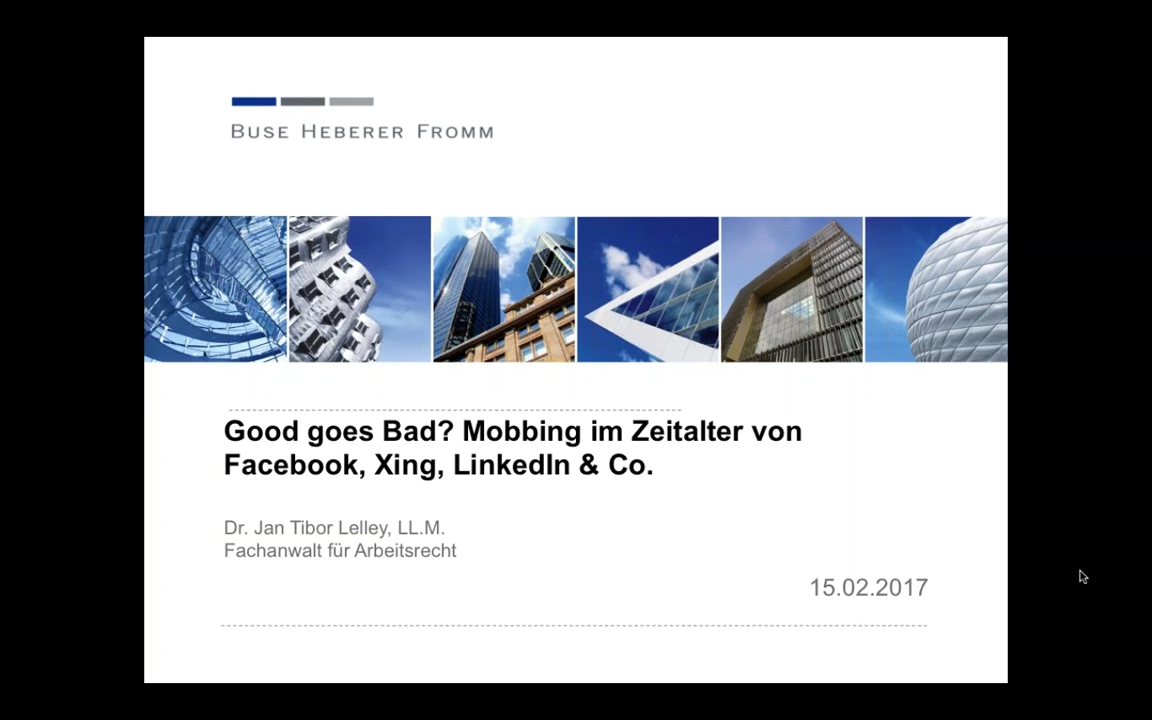 BUSE HEBERER FROMM
Good goes Bad? Mobbing im Zeitalter von
Facebook, Xing, LinkedIn & Co.
Dr. Jan Tibor Lelley, LL.M.
Fachanwalt für Arbeitsrecht
15.02.2017